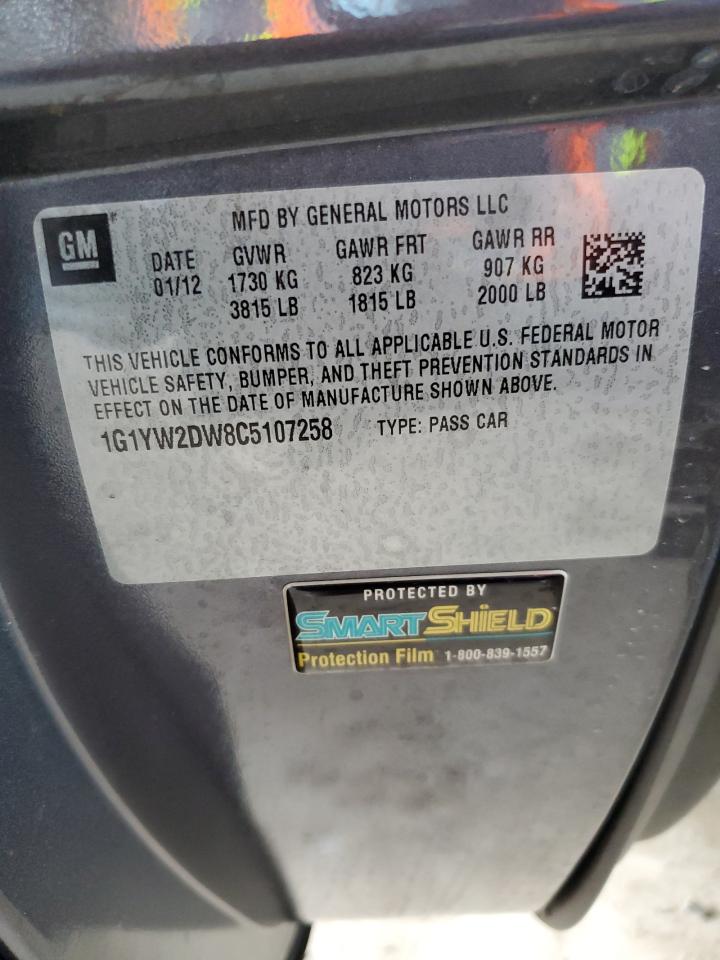 GM
MFD BY GENERAL MOTORS LLC
DATE GVWR GAWR FRT GAWR RR
01/12 1730 KG 823 KG 907 KG
3815 LB 1815 LB 2000 LB
THIS VEHICLE CONFORMS TO ALL APPLICABLE U.S. FEDERAL MOTOR
VEHICLE SAFETY, BUMPER, AND THEFT PREVENTION STANDARDS IN
EFFECT ON THE DATE OF MANUFACTURE SHOWN ABOVE.
1G1YW2DW8C5107258 TYPE: PASS CAR
PROTECTED BY
SMARTSHIELD
Protection Film 1-800-839-1557